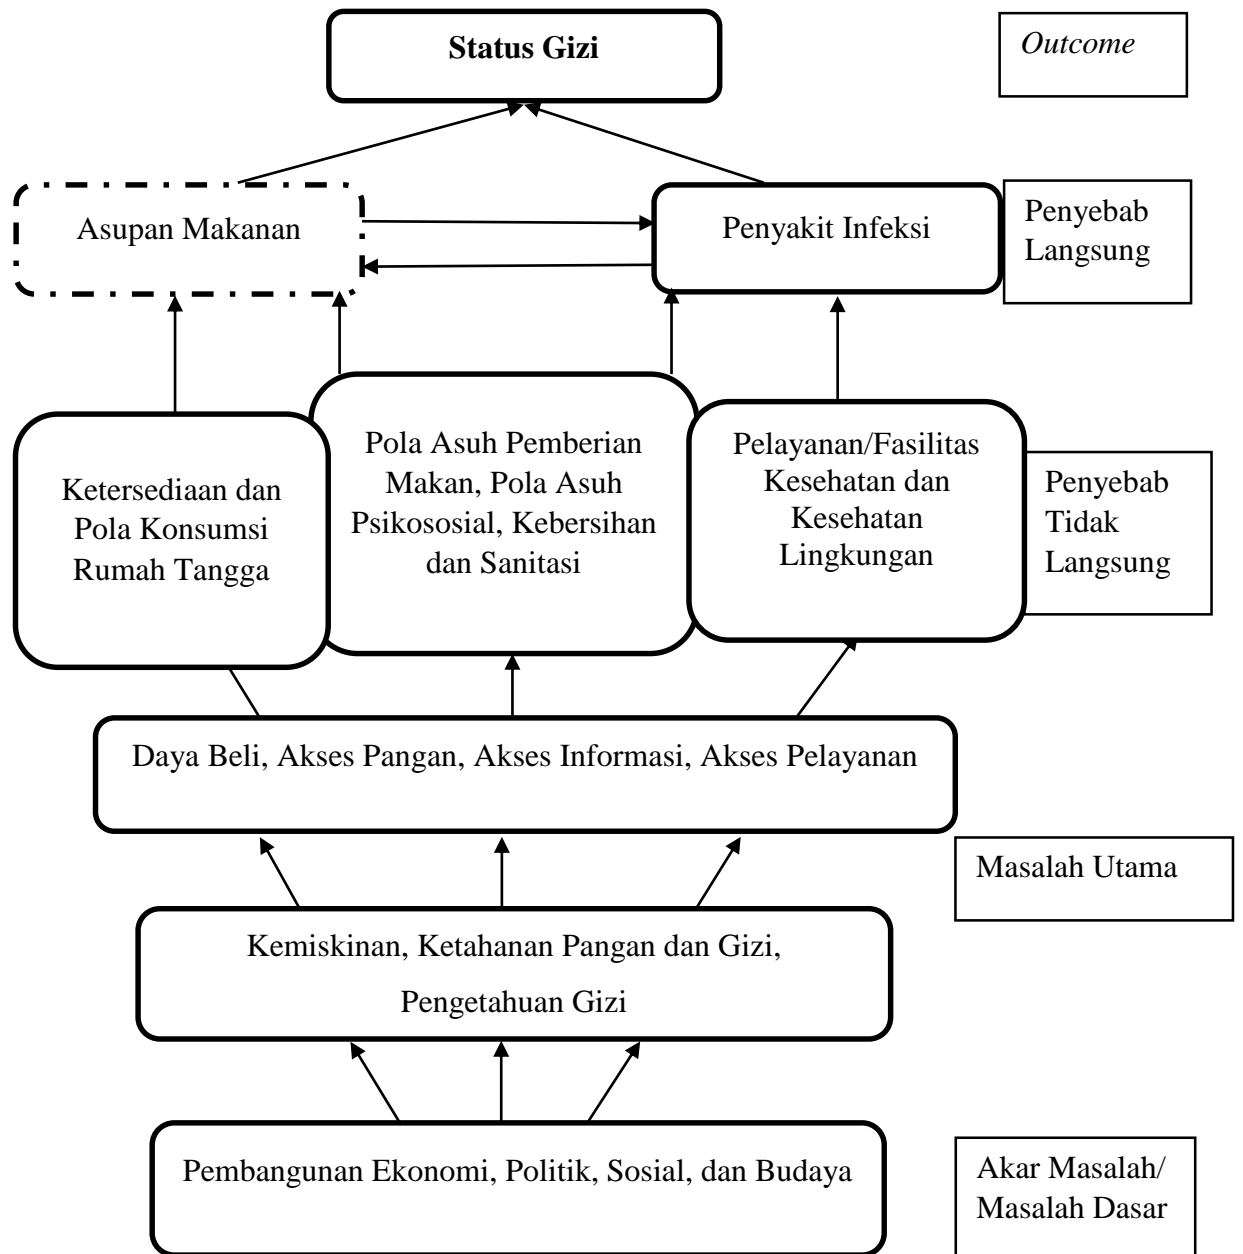 Status Gizi
Outcome
Asupan Makanan
Penyakit Infeksi
Penyebab
Langsung
Ketersediaan dan
Pola Konsumsi
Rumah Tangga
Pola Asuh Pemberian
Makan, Pola Asuh
Psikososial, Kebersihan
dan Sanitasi
Pelayanan/Fasilitas
Kesehatan dan
Kesehatan
Lingkungan
Penyebab
Tidak
Langsung
Daya Beli, Akses Pangan, Akses Informasi, Akses Pelayanan
Masalah Utama
Kemiskinan, Ketahanan Pangan dan Gizi,
Pengetahuan Gizi
Pembangunan Ekonomi, Politik, Sosial, dan Budaya
Akar Masalah/
Masalah Dasar